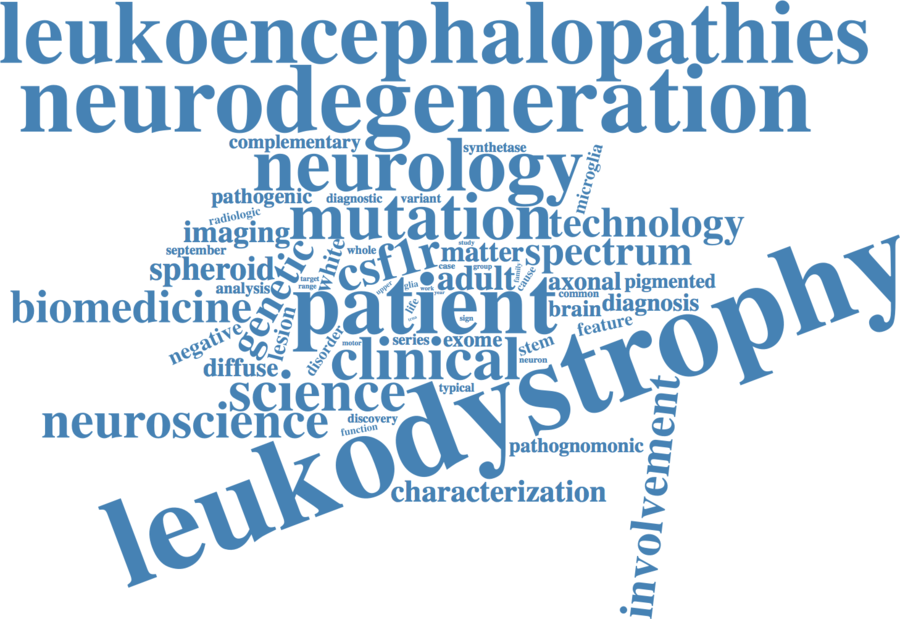 leukoencephalopathies
neurodegeneration
complementary
synthetase
neurology
microglia
pathogenic
diagnostic
variant
radiologic
mutation
technology
imaging
september
white
whole
study
matter
spectrum
csf1r
spheroid
genetic
case
group
family
cause
adult
axonal
pigmented
analysis
target
range
upper
glia
work
common
biomedicine
patient
life
sign
brain
diagnosis
negative
lesion
disorder
motor
series
exome
stem
feature
neuron
diffuse
clinical
science
typical
neuroscience
discovery
function
leukodystrophy
pathognomonic
involvement
characterization